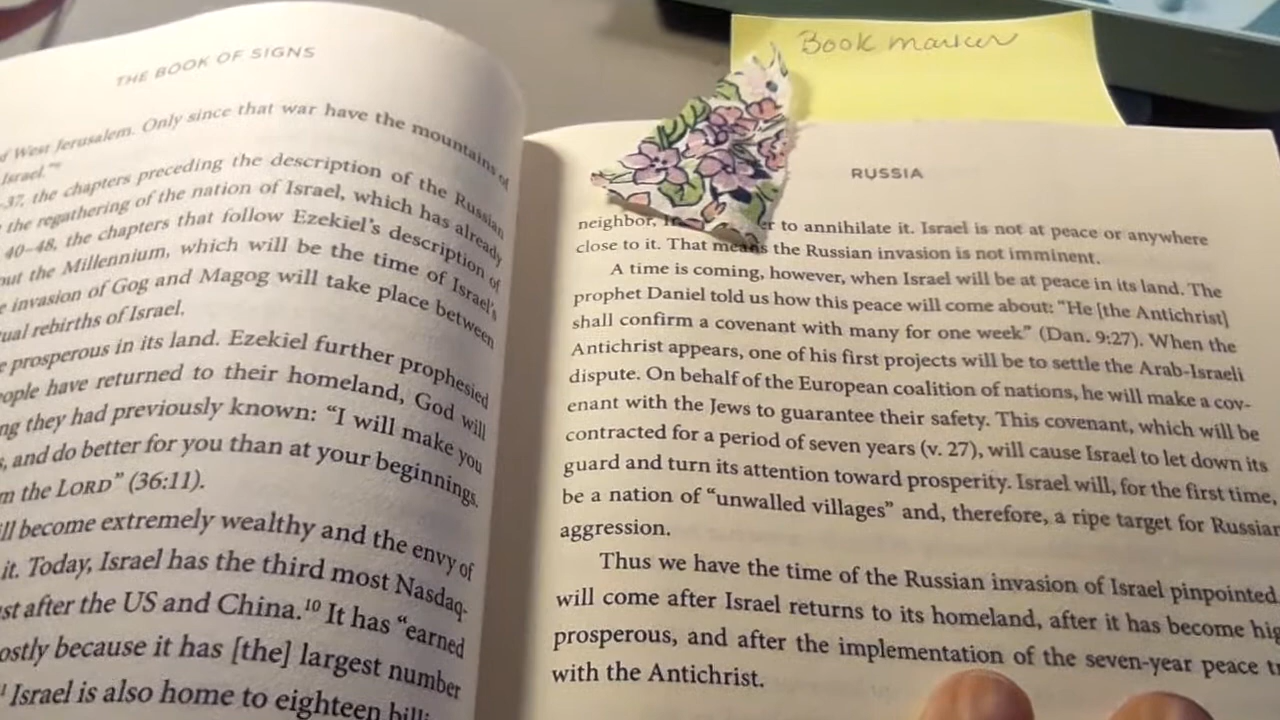 THE BOOK OF SIGNS
West Jerusalem. Only since that war have the mountains of
Israel."
-37, the chapters preceding the description of the Russian
the regathering of the nation of Israel, which has already
40–48, the chapters that follow Ezekiel's description of
out the Millennium, which will be the time of Israel's
invasion of Gog and Magog will take place between
rebirths of Israel.
prosperous in its land. Ezekiel further prophesied
have returned to their homeland, God will
they had previously known: "I will make you
, and do better for you than at your beginnings.
the LORD" (36:11).
become extremely wealthy and the envy of
it. Today, Israel has the third most Nasdaq-
after the US and China.¹⁰ It has "earned
because it has [the] largest number
Israel is also home to eighteen
Book marker
RUSSIA
neighbor, to annihilate it. Israel is not at peace or anywhere
close to it. That means the Russian invasion is not imminent.
A time is coming, however, when Israel will be at peace in its land. The
prophet Daniel told us how this peace will come about: "He [the Antichrist]
shall confirm a covenant with many for one week" (Dan. 9:27). When the
Antichrist appears, one of his first projects will be to settle the Arab-Israeli
dispute. On behalf of the European coalition of nations, he will make a cov-
enant with the Jews to guarantee their safety. This covenant, which will be
contracted for a period of seven years (v. 27), will cause Israel to let down its
guard and turn its attention toward prosperity. Israel will, for the first time,
be a nation of "unwalled villages" and, therefore, a ripe target for Russian
aggression.
Thus we have the time of the Russian invasion of Israel pinpointed
will come after Israel returns to its homeland, after it has become
prosperous, and after the implementation of the seven-year peace
with the Antichrist.